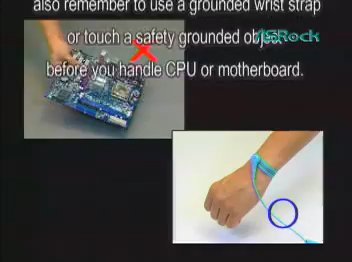 also remember to use a grounded wrist strap
or touch a safety grounded object
ASRock
before you handle CPU or motherboard.